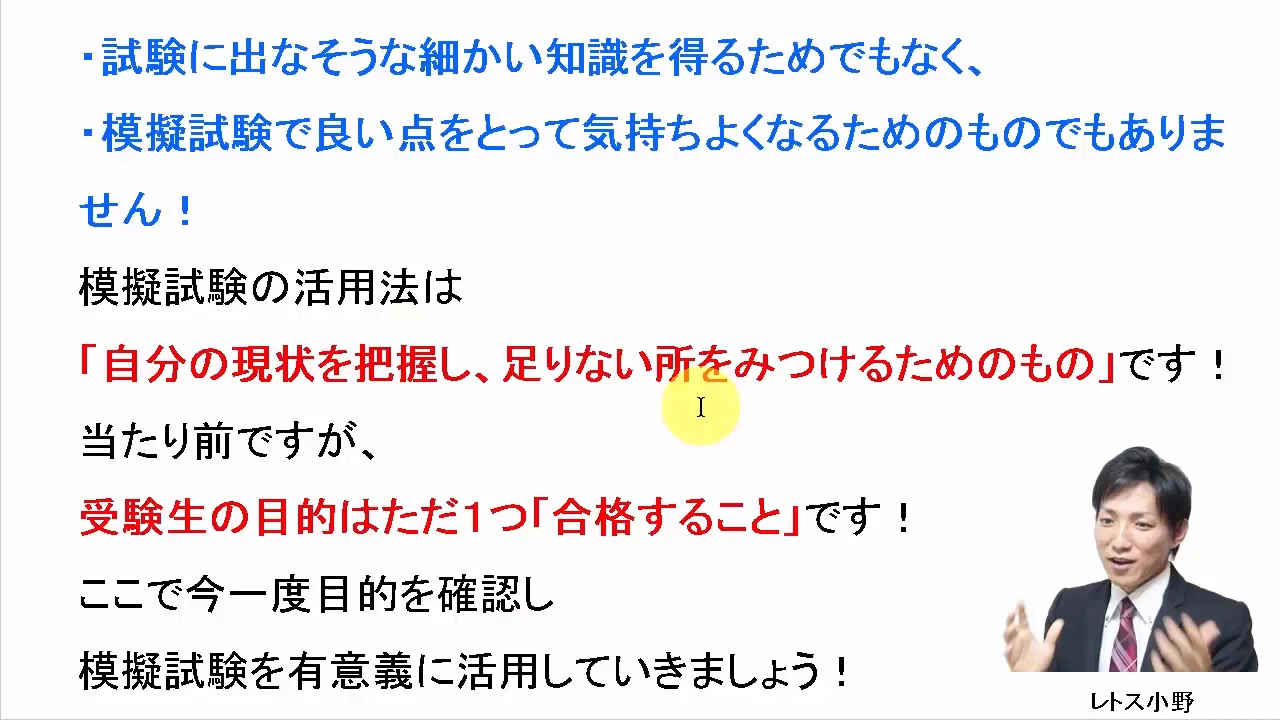 ・試験に出なそうな細かい知識を得るためでもなく、
・模擬試験で良い点をとって気持ちよくなるためのものでもありま
せん！
模擬試験の活用法は
「自分の現状を把握し、足りない所をみつけるためのもの」です！
当たり前ですが、
受験生の目的はただ１つ「合格すること」です！
ここで今一度目的を確認し
模擬試験を有意義に活用していきましょう！
レトス小野